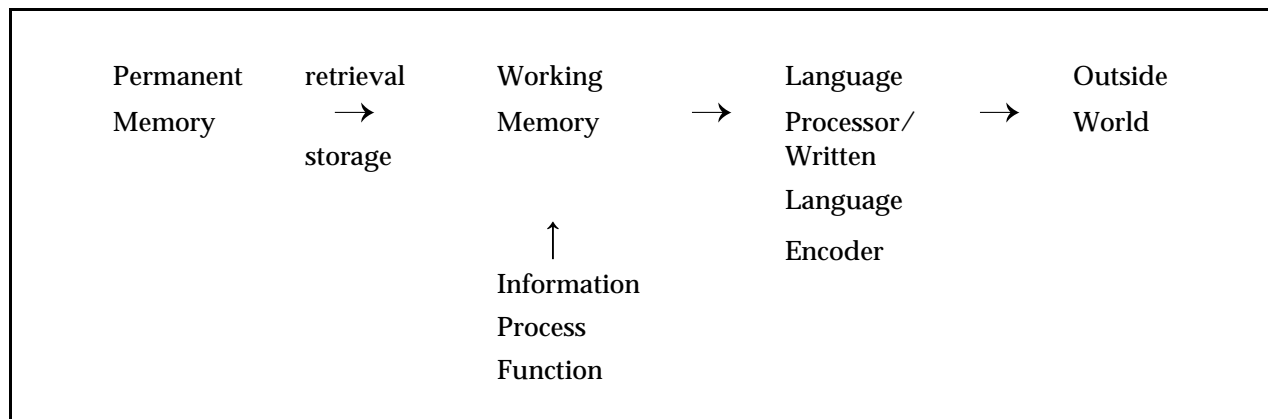 Permanent retrieval Working Language Outside
Memory → Memory → Processor/ → World
storage Written
Language
↑ Encoder
Information
Process
Function